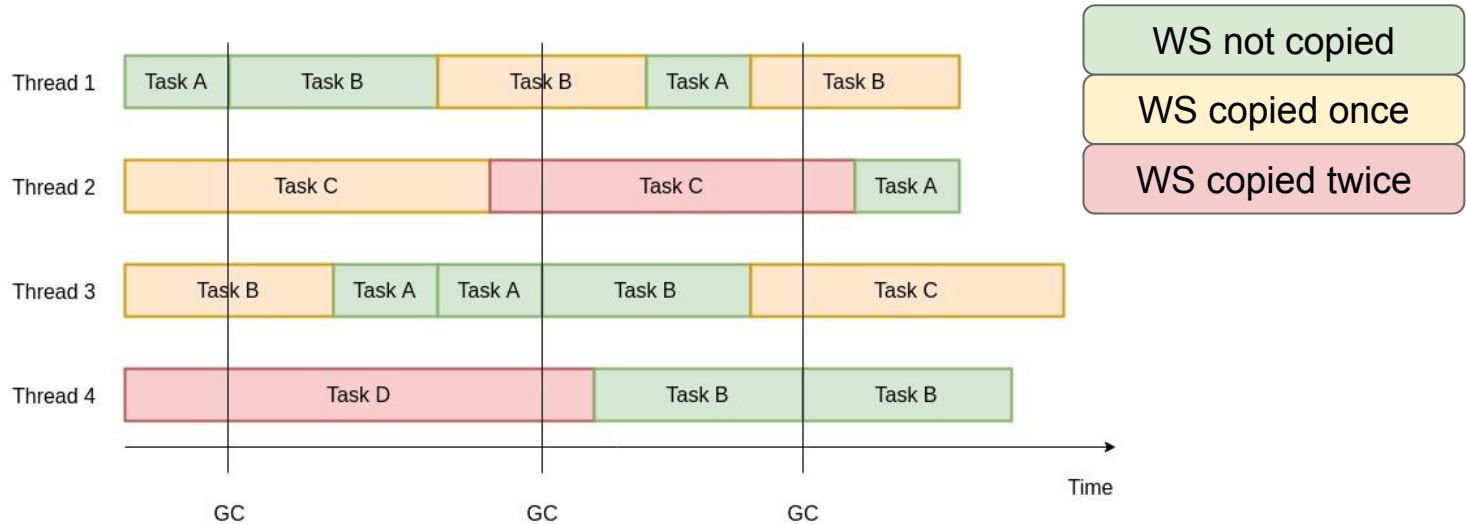 Thread 1
Task A
Task B
Task B
Task A
Task B
Thread 2
Task C
Task C
Task A
Thread 3
Task B
Task A
Task A
Task B
Task C
Thread 4
Task D
Task B
Task B
Time
GC
GC
GC
WS not copied
WS copied once
WS copied twice